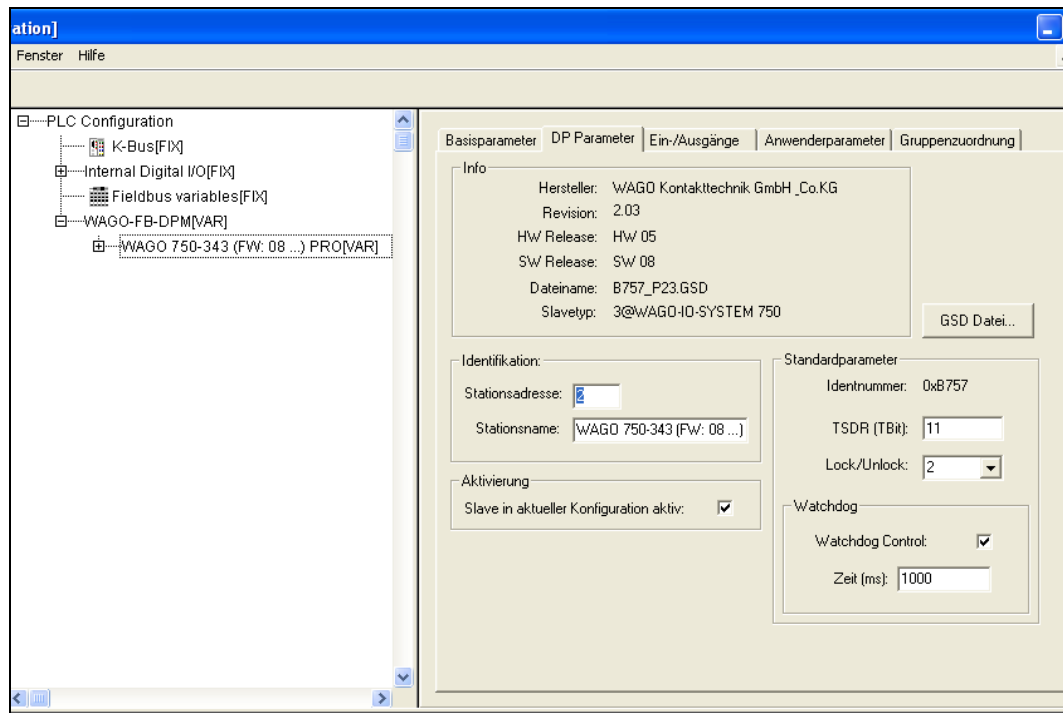 ation]
Fenster Hilfe
PLC Configuration
K-Bus[FIX]
Internal Digital I/O[FIX]
Fieldbus variables[FIX]
WAGO-FB-DPM[VAR]
WAGO 750-343 (FW: 08 ...) PRO[VAR]
Basisparameter DP Parameter Ein-/Ausgänge Anwenderparameter Gruppenzuordnung
Info
Hersteller: WAGO Kontakttechnik GmbH_Co.KG
Revision: 2.03
HW Release: HW 05
SW Release: SW 08
Dateiname: B757_P23.GSD
Slavetyp: 3@WAGO-IO-SYSTEM 750
GSD Datei...
Identifikation:
Stationsadresse: 2
Stationsname: WAGO 750-343 (FW: 08 ...)
Aktivierung
Slave in aktueller Konfiguration aktiv:
Standardparameter
Identnummer: 0xB757
TSDR (TBit): 11
Lock/Unlock: 2
Watchdog
Watchdog Control:
Zeit (ms): 1000